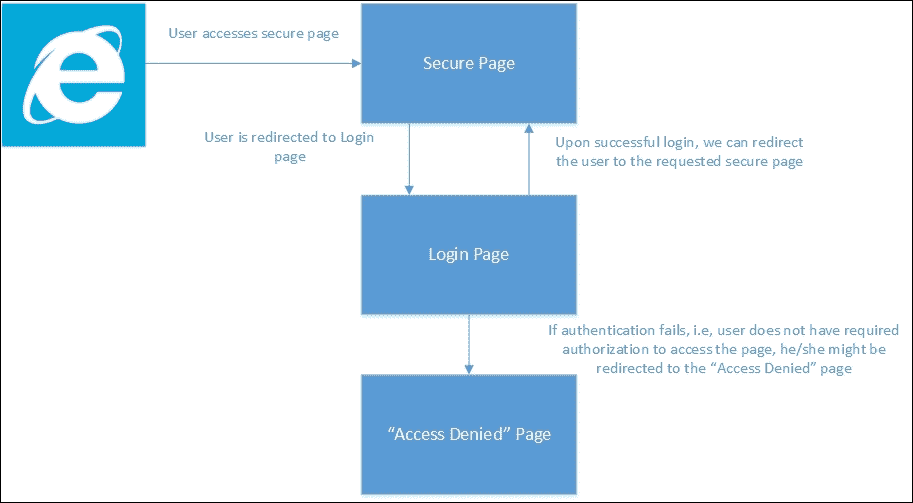 User accesses secure page
Secure Page
User is redirected to Login
page
Upon successful login, we can redirect
the user to the requested secure page
Login Page
If authentication fails, i.e, user does not have required
authorization to access the page, he/she might be
redirected to the “Access Denied” page
“Access Denied” Page